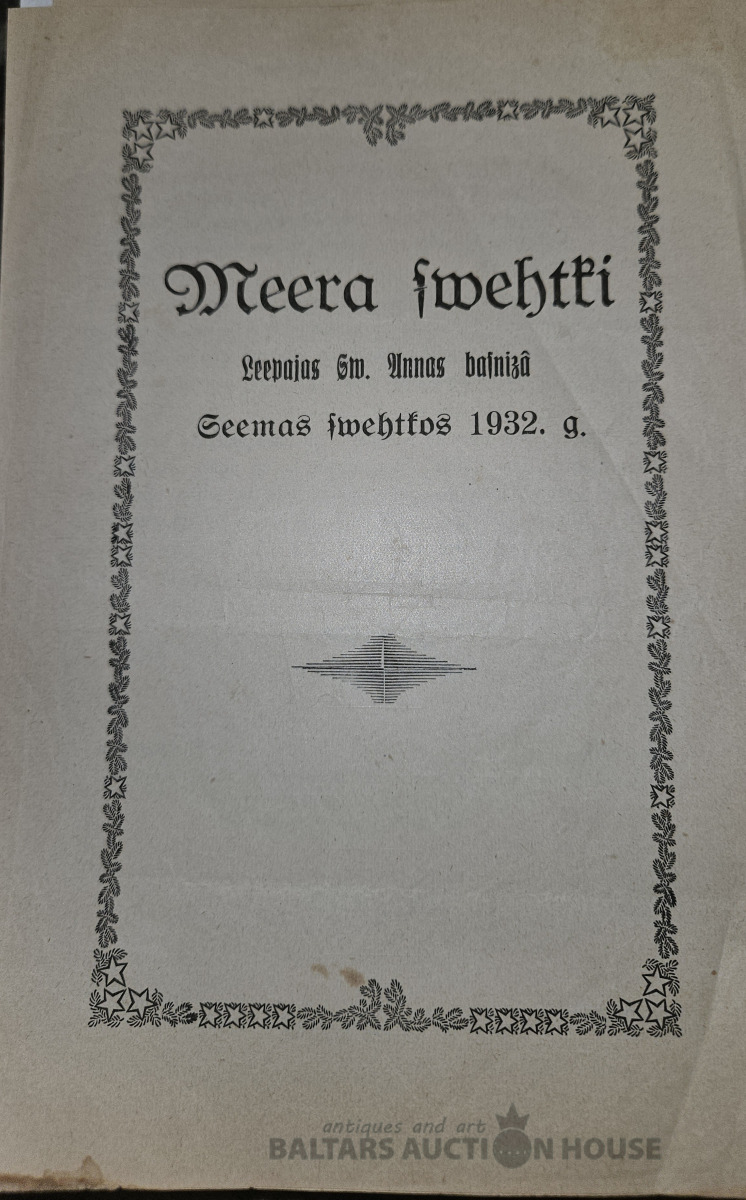 Meera ſwehtki
Leepajas Sw. Annas baſnizâ
Seemas ſwehtkos 1932. g.
antiques and art
BALTARS AUCTION HOUSE